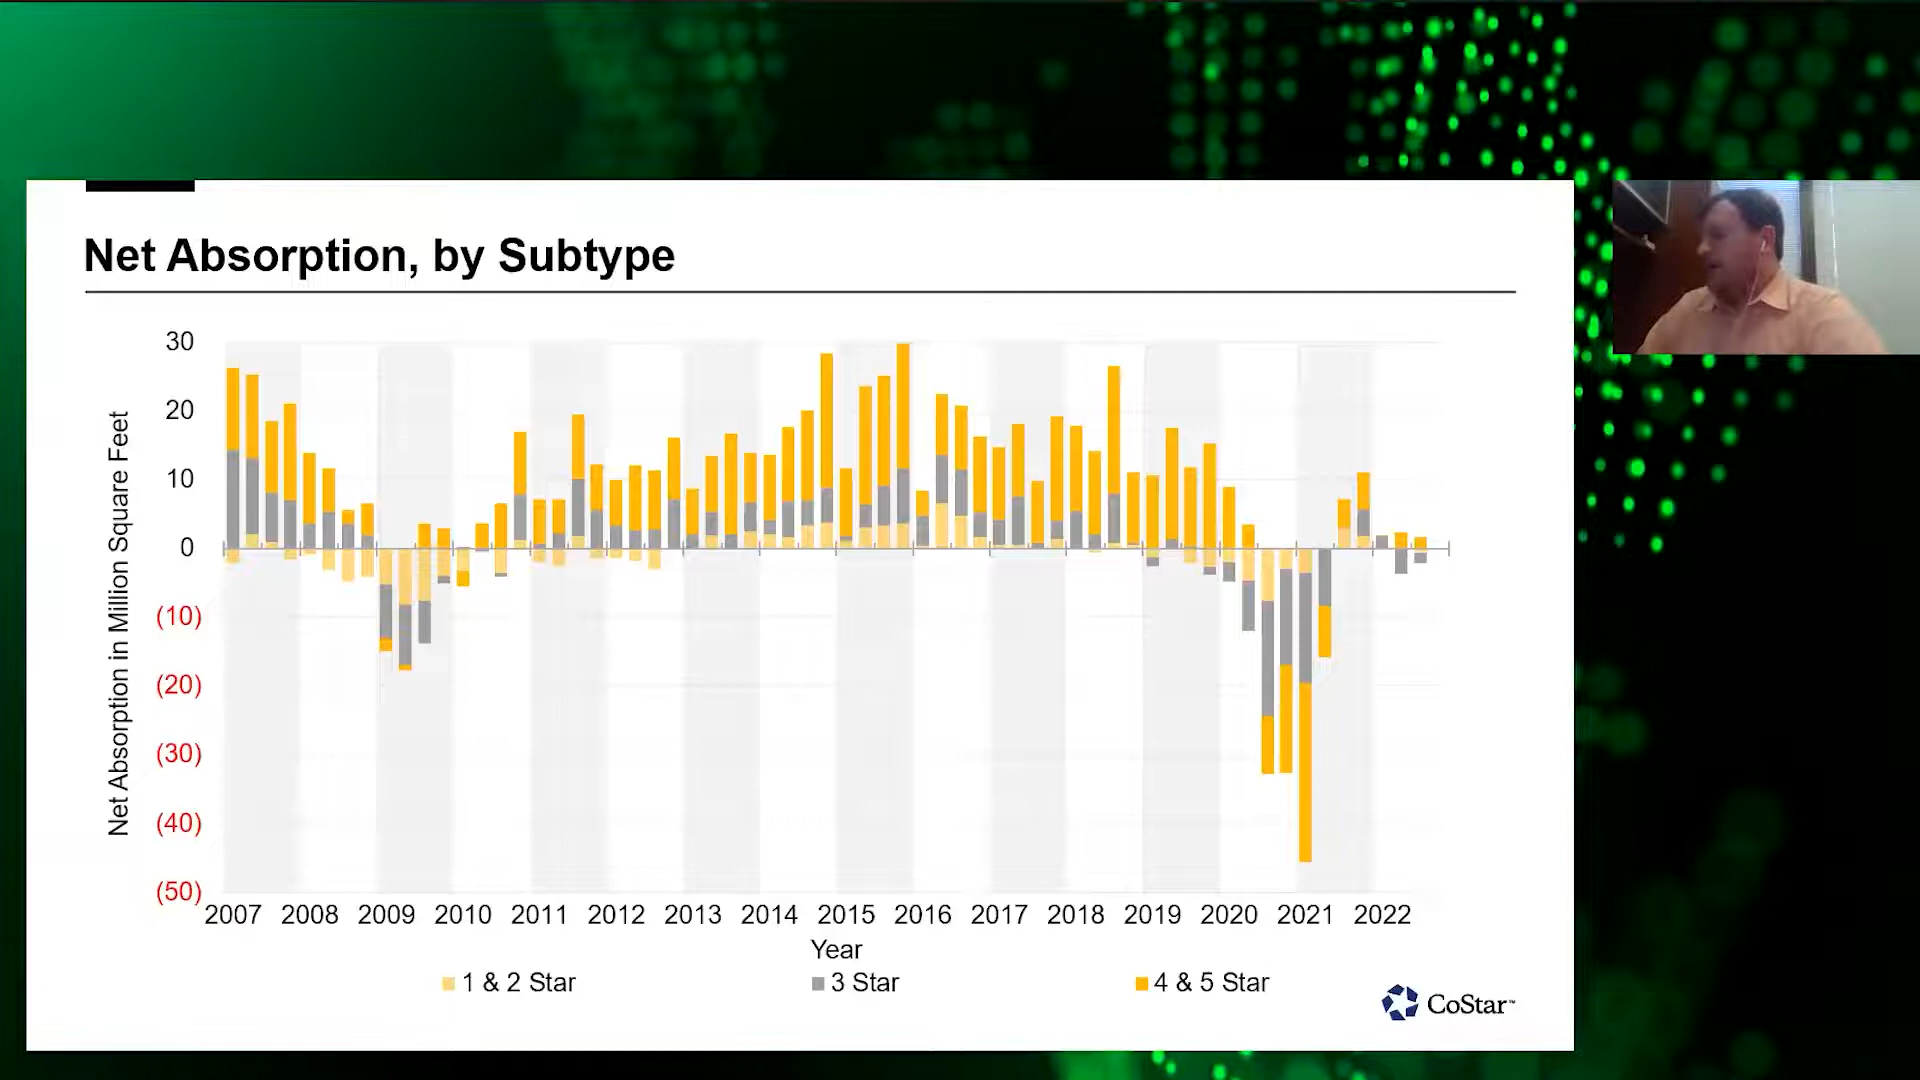 Net Absorption, by Subtype
Net Absorption in Million Square Feet
30
20
10
0
(10)
(20)
(30)
(40)
(50)
2007 2008 2009 2010 2011 2012 2013 2014 2015 2016 2017 2018 2019 2020 2021 2022
Year
1 & 2 Star 3 Star 4 & 5 Star
CoStar™